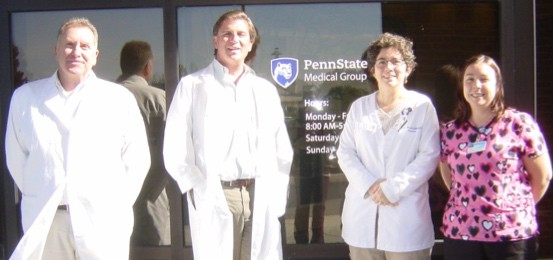 PennState
Medical Group
Hours:
Monday - F
8:00 AM-5
Saturday
Sunday